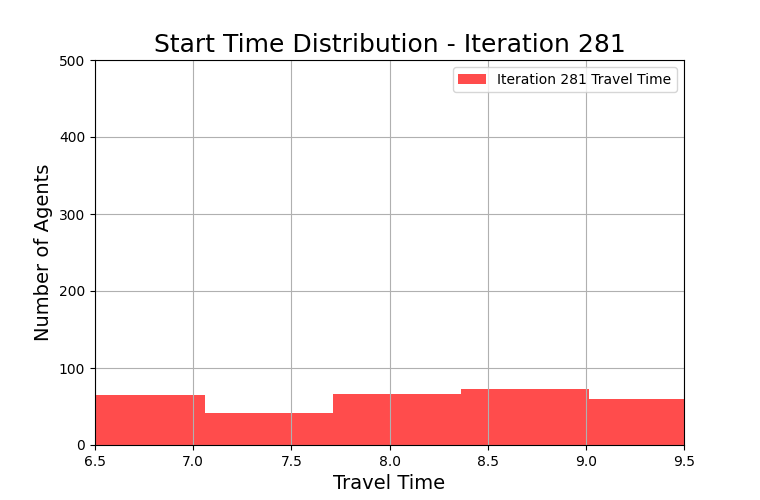 Start Time Distribution - Iteration 281
Iteration 281 Travel Time
Number of Agents
500
400
300
200
100
0
6.5 7.0 7.5 8.0 8.5 9.0 9.5
Travel Time